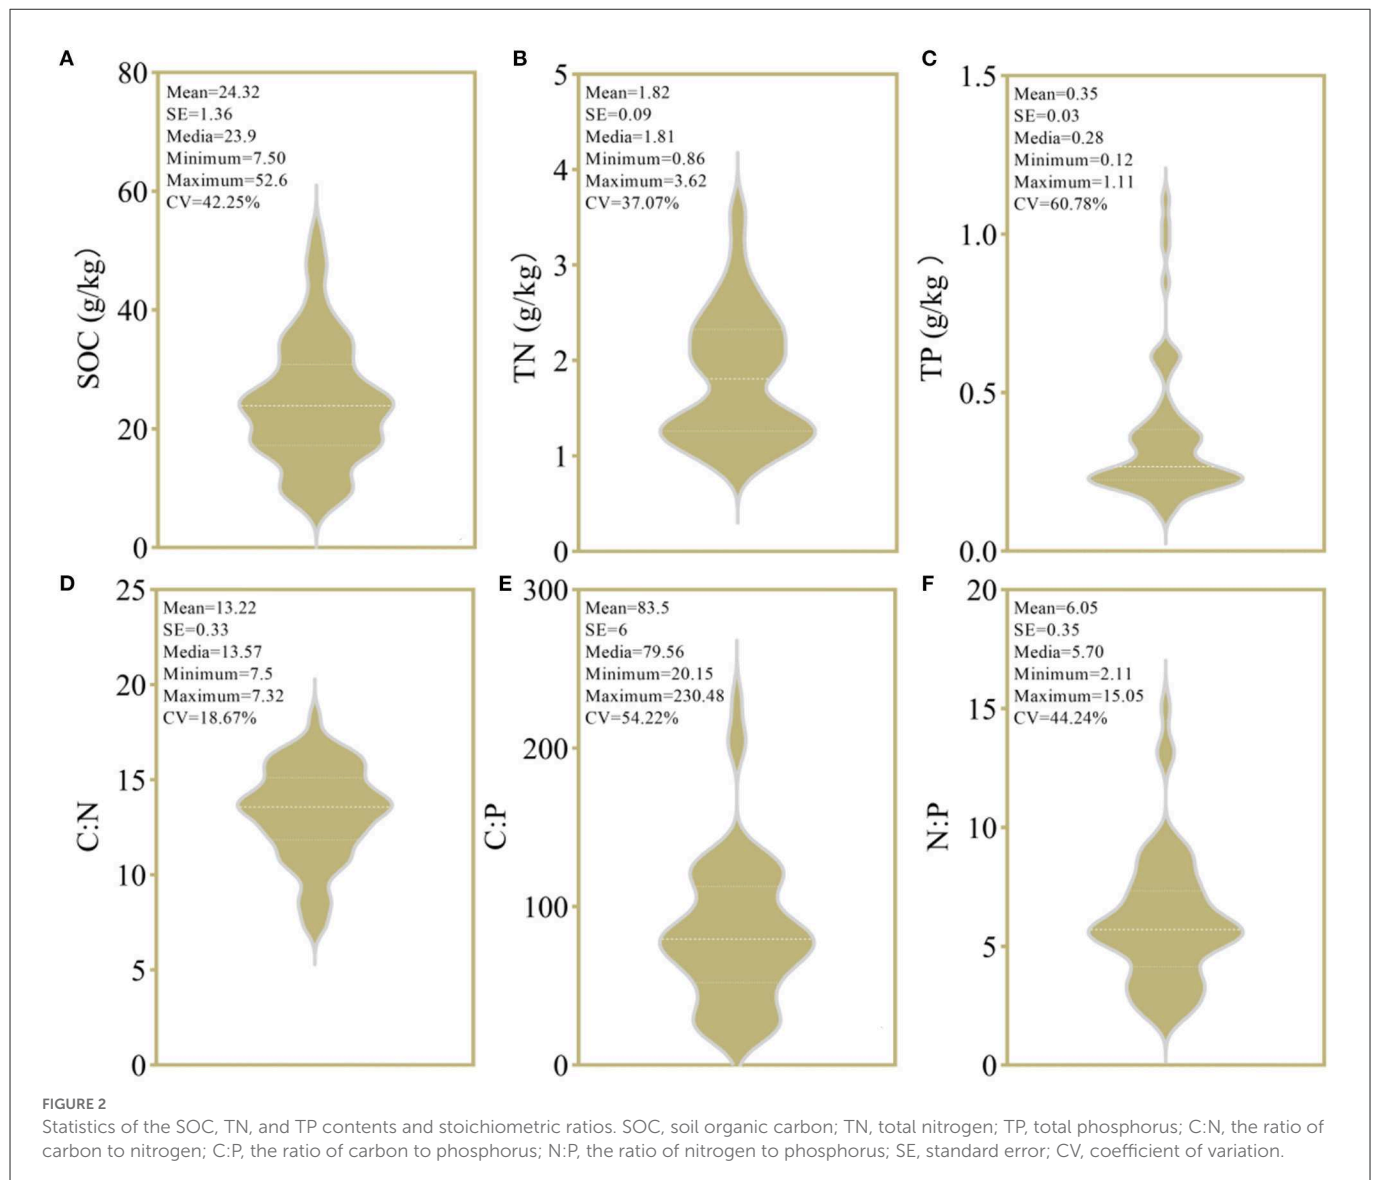 A
80
60
40
20
0
SOC (g/kg)
Mean=24.32
SE=1.36
Media=23.9
Minimum=7.50
Maximum=52.6
CV=42.25%
B
5
4
3
2
1
0
TN (g/kg)
Mean=1.82
SE=0.09
Media=1.81
Minimum=0.86
Maximum=3.62
CV=37.07%
C
1.5
1.0
0.5
0.0
TP (g/kg )
Mean=0.35
SE=0.03
Media=0.28
Minimum=0.12
Maximum=1.11
CV=60.78%
D
25
20
15
10
5
0
C:N
Mean=13.22
SE=0.33
Media=13.57
Minimum=7.5
Maximum=7.32
CV=18.67%
E
300
200
100
0
C:P
Mean=83.5
SE=6
Media=79.56
Minimum=20.15
Maximum=230.48
CV=54.22%
F
20
15
10
5
0
N:P
Mean=6.05
SE=0.35
Media=5.70
Minimum=2.11
Maximum=15.05
CV=44.24%
FIGURE 2
Statistics of the SOC, TN, and TP contents and stoichiometric ratios. SOC, soil organic carbon; TN, total nitrogen; TP, total phosphorus; C:N, the ratio of
carbon to nitrogen; C:P, the ratio of carbon to phosphorus; N:P, the ratio of nitrogen to phosphorus; SE, standard error; CV, coefficient of variation.